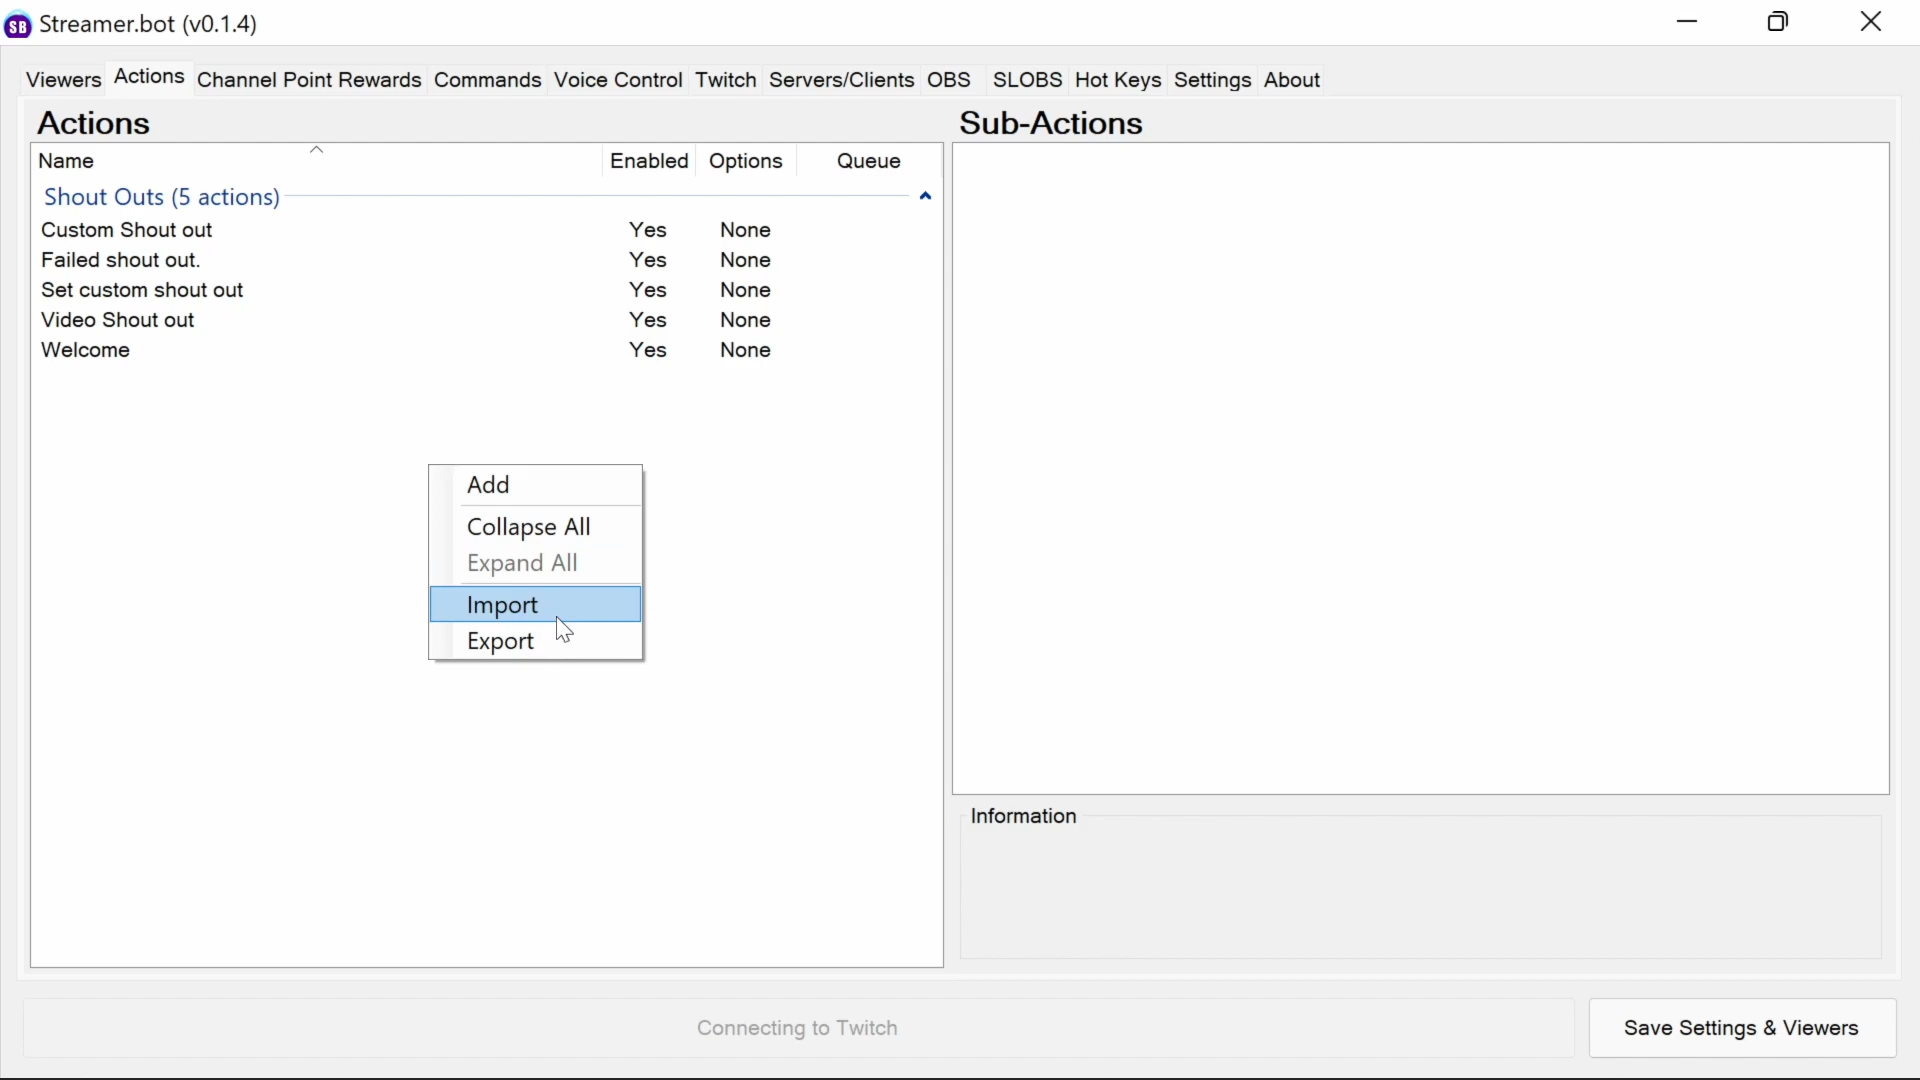 SB Streamer.bot (v0.1.4)
Viewers Actions Channel Point Rewards Commands Voice Control Twitch Servers/Clients OBS SLOBS Hot Keys Settings About
Actions
Name Enabled Options Queue
Shout Outs (5 actions)
Custom Shout out Yes None
Failed shout out. Yes None
Set custom shout out Yes None
Video Shout out Yes None
Welcome Yes None
Add
Collapse All
Expand All
Import
Export
Sub-Actions
Information
Connecting to Twitch
Save Settings & Viewers